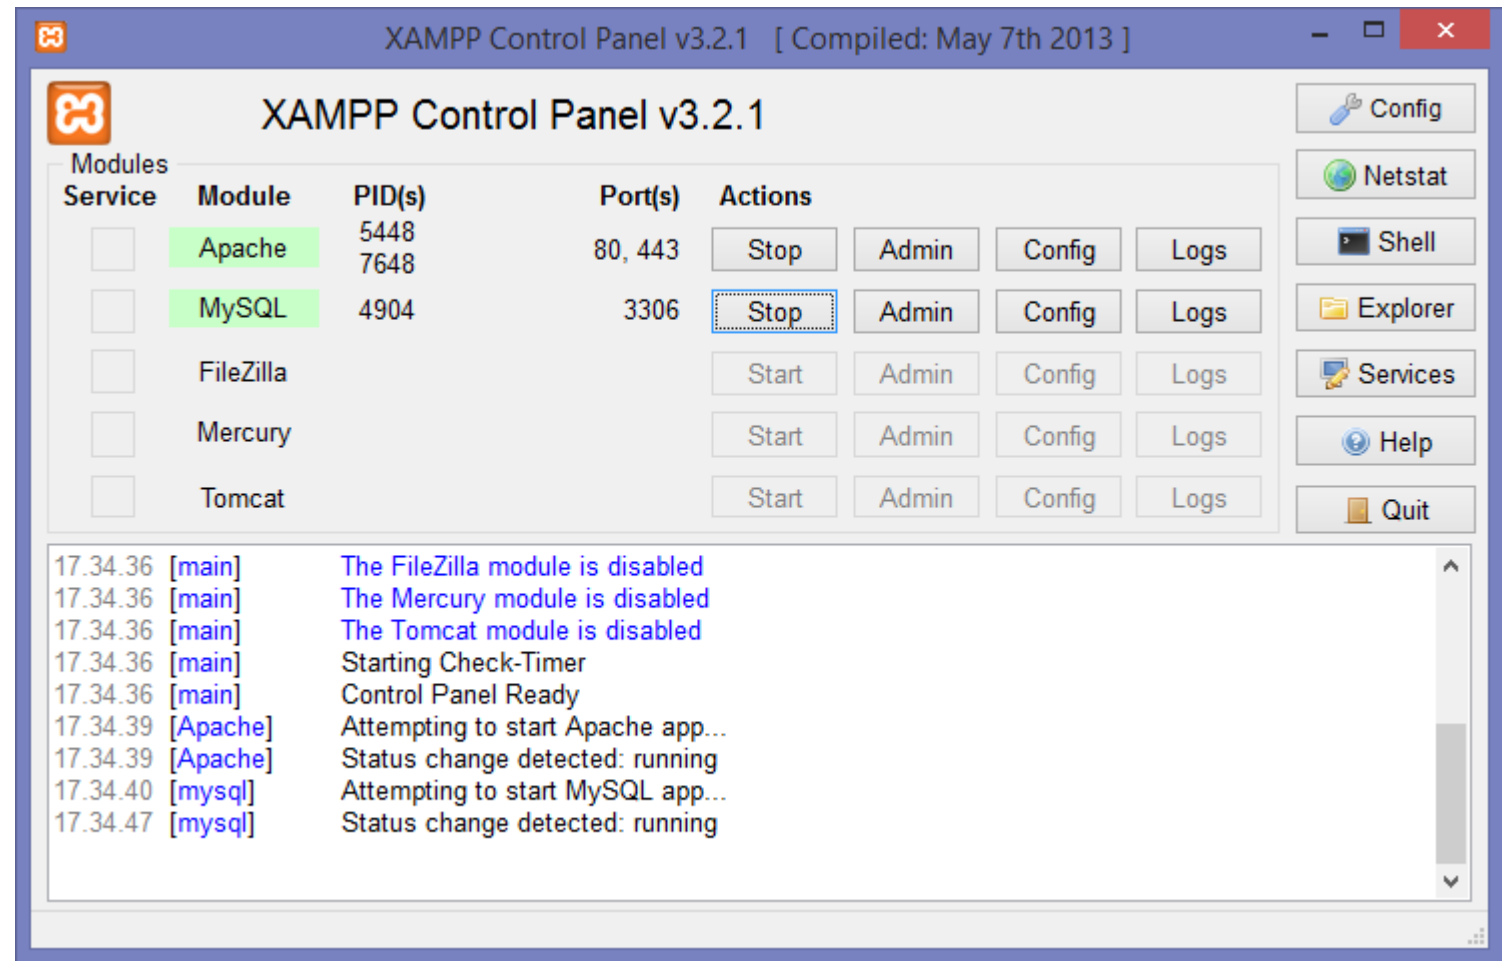 XAMPP Control Panel v3.2.1 [ Compiled: May 7th 2013 ]
XAMPP Control Panel v3.2.1
Config
Modules
Netstat
Service Module PID(s) Port(s) Actions
Apache 5448 80, 443 Stop Admin Config Logs
7648
Shell
MySQL 4904 3306 Stop Admin Config Logs
Explorer
FileZilla Start Admin Config Logs
Services
Mercury Start Admin Config Logs
Help
Tomcat Start Admin Config Logs
Quit
17.34.36 [main] The FileZilla module is disabled
17.34.36 [main] The Mercury module is disabled
17.34.36 [main] The Tomcat module is disabled
17.34.36 [main] Starting Check-Timer
17.34.36 [main] Control Panel Ready
17.34.39 [Apache] Attempting to start Apache app...
17.34.39 [Apache] Status change detected: running
17.34.40 [mysql] Attempting to start MySQL app...
17.34.47 [mysql] Status change detected: running